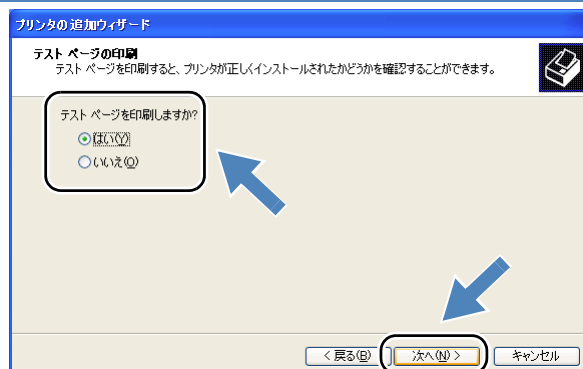 プリンタの追加ウィザード
テスト ページの印刷
テスト ページを印刷すると、プリンタが正しくインストールされたかどうかを確認することができます。
テスト ページを印刷しますか?
はい(Y)
いいえ(O)
< 戻る(B)
次へ(N) >
キャンセル